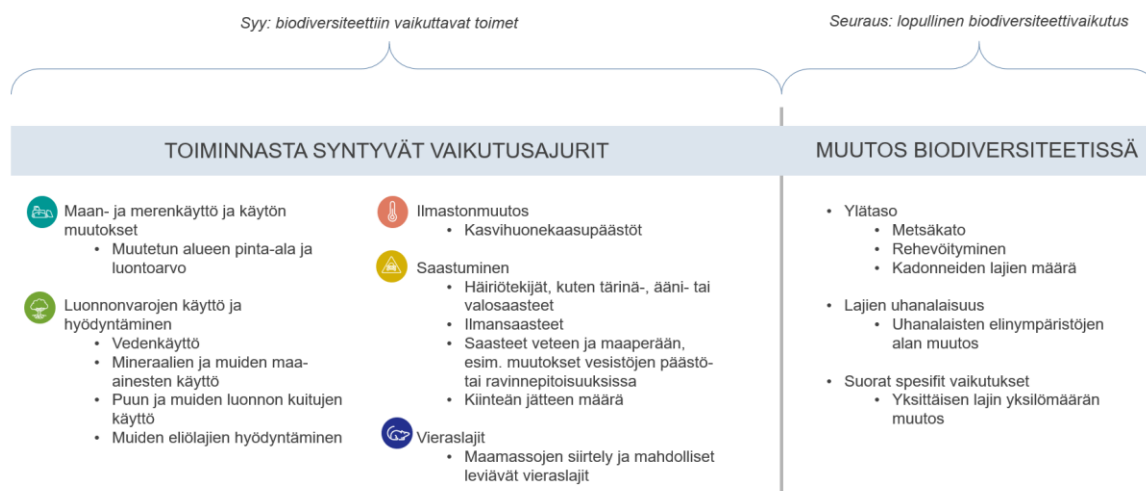 Syy: biodiversiteettiin vaikuttavat toimet
Seuraus: lopullinen biodiversiteettivaikutus
TOIMINNASTA SYNTYVÄT VAIKUTUSAJURIT
MUUTOS BIODIVERSITEETISSÄ
Maan- ja merenkäyttö ja käytön
muutokset
• Muutetun alueen pinta-ala ja
luontoarvo
Luonnonvarojen käyttö ja
hyödyntäminen
• Vedenkäyttö
• Mineraalien ja muiden maa-
ainesten käyttö
• Puun ja muiden luonnon kuitujen
käyttö
• Muiden eliölajien hyödyntäminen
Ilmastonmuutos
• Kasvihuonekaasupäästöt
Saastuminen
• Häiriötekijät, kuten tärinä-, ääni- tai
valosaasteet
• Ilmansaasteet
• Saasteet veteen ja maaperään,
esim. muutokset vesistöjen päästö-
tai ravinnepitoisuuksissa
• Kiinteän jätteen määrä
Vieraslajit
• Maamassojen siirtely ja mahdolliset
leviävät vieraslajit
• Ylätaso
• Metsäkato
• Rehevöityminen
• Kadonneiden lajien määrä
• Lajien uhanalaisuus
• Uhanalaisten elinympäristöjen
alan muutos
• Suorat spesifit vaikutukset
• Yksittäisen lajin yksilömäärän
muutos